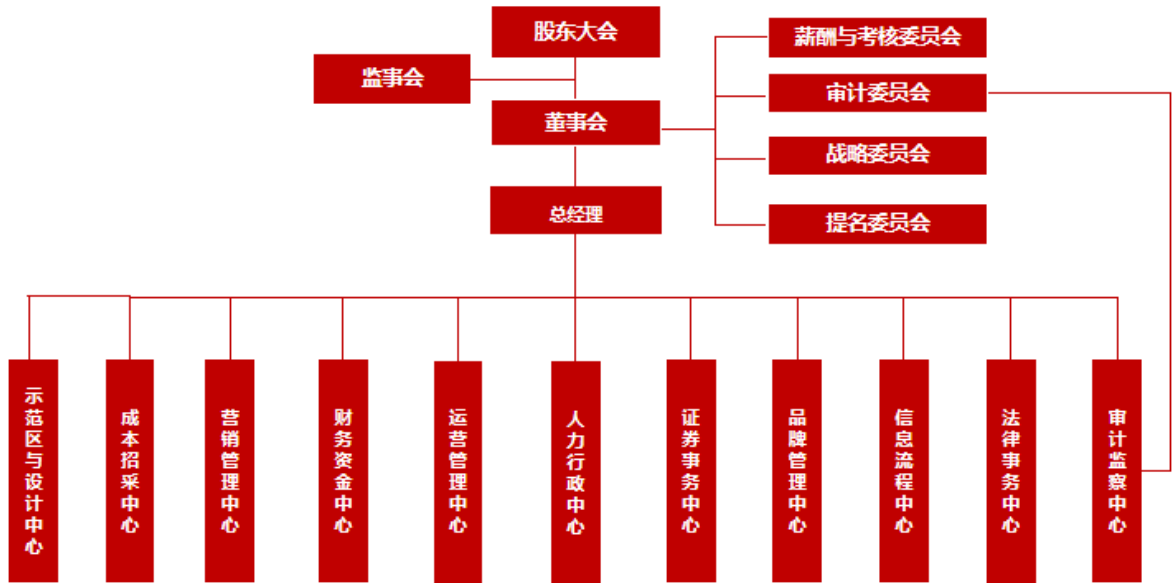 股东大会
薪酬与考核委员会
监事会
审计委员会
董事会
战略委员会
总经理
提名委员会
示范区与设计中心
成本招采中心
营销管理中心
财务资金中心
运营管理中心
人力行政中心
证券事务中心
品牌管理中心
信息流程中心
法律事务中心
审计监察中心